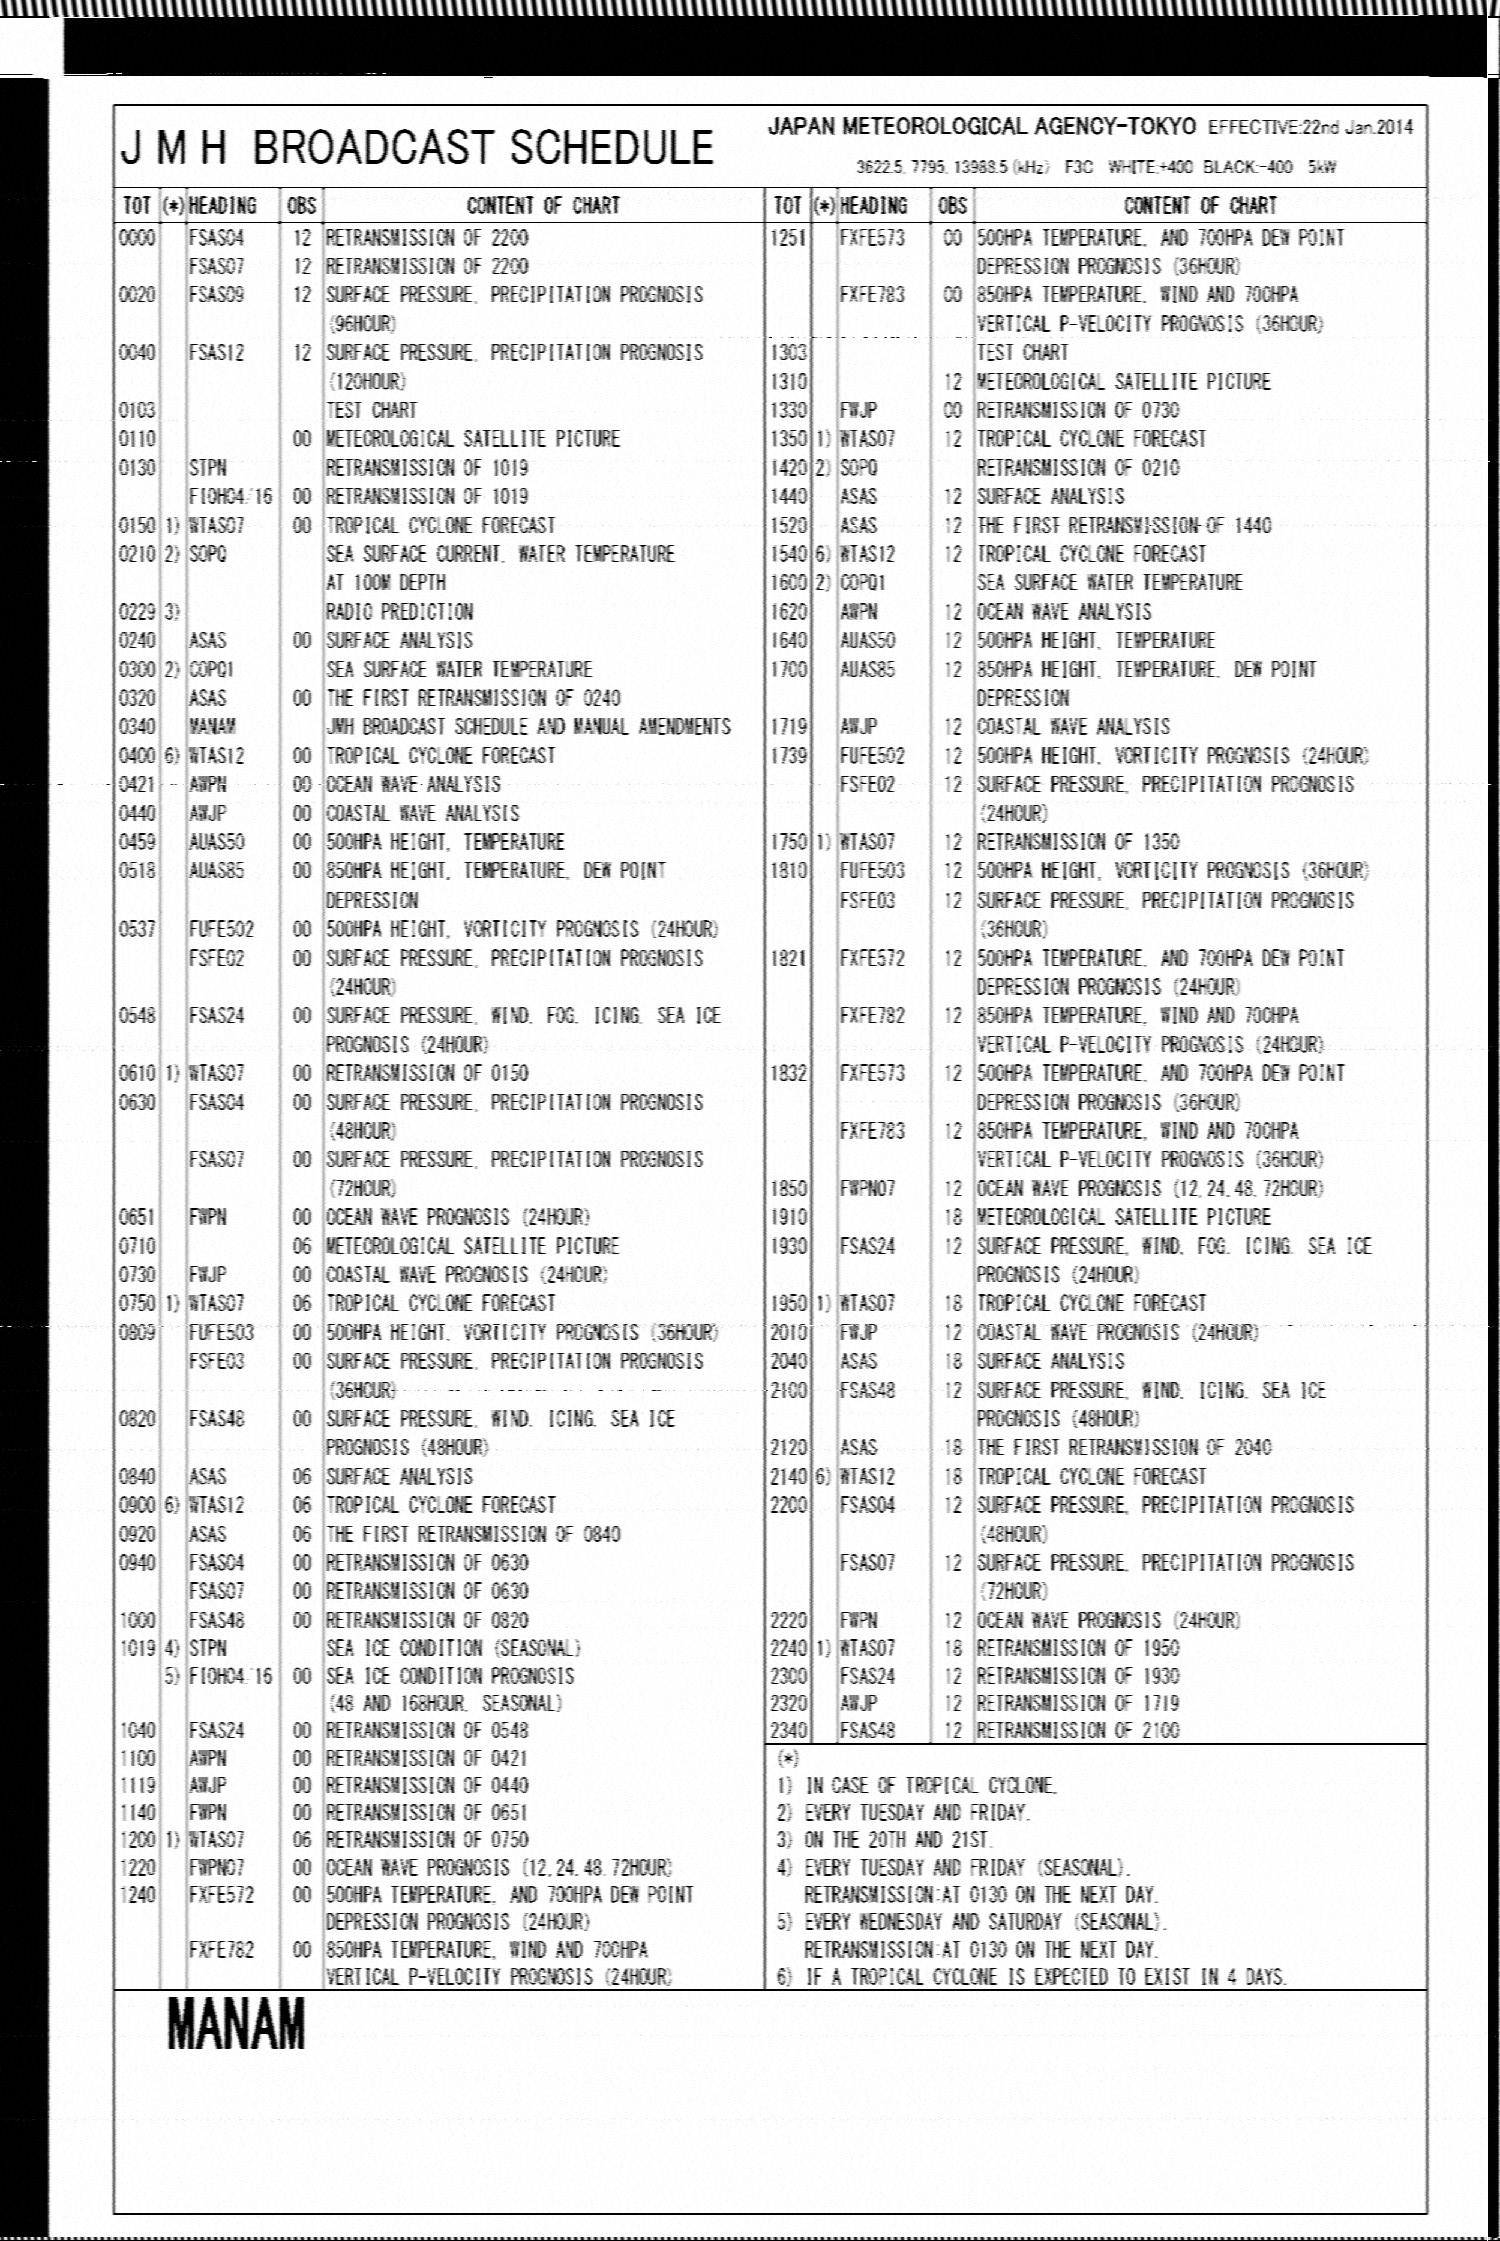 JMH BROADCAST SCHEDULE
JAPAN METEOROLOGICAL AGENCY-TOKYO EFFECTIVE:22nd Jan.2014
3622.5, 7795, 13988.5 (kHz) F3C WHITE:+400 BLACK:-400 5kW
TOT (*) HEADING OBS CONTENT OF CHART
0000 FSAS04 12 RETRANSMISSION OF 2200
FSAS07 12 RETRANSMISSION OF 2200
0020 FSAS09 12 SURFACE PRESSURE, PRECIPITATION PROGNOSIS
(96HOUR)
0040 FSAS12 12 SURFACE PRESSURE, PRECIPITATION PROGNOSIS
(120HOUR)
0103 TEST CHART
0110 00 METEOROLOGICAL SATELLITE PICTURE
0130 STPN RETRANSMISSION OF 1019
FIOH04/16 00 RETRANSMISSION OF 1019
0150 1) WTAS07 00 TROPICAL CYCLONE FORECAST
0210 2) SOPQ SEA SURFACE CURRENT, WATER TEMPERATURE
AT 100M DEPTH
0229 3) RADIO PREDICTION
0240 ASAS 00 SURFACE ANALYSIS
0300 2) COPQ1 SEA SURFACE WATER TEMPERATURE
0320 ASAS 00 THE FIRST RETRANSMISSION OF 0240
0340 MANAM JMH BROADCAST SCHEDULE AND MANUAL AMENDMENTS
0400 6) WTAS12 00 TROPICAL CYCLONE FORECAST
0421 AWPN 00 OCEAN WAVE ANALYSIS
0440 AWJP 00 COASTAL WAVE ANALYSIS
0459 AUAS50 00 500HPA HEIGHT, TEMPERATURE
0518 AUAS85 00 850HPA HEIGHT, TEMPERATURE, DEW POINT
DEPRESSION
0537 FUFE502 00 500HPA HEIGHT, VORTICITY PROGNOSIS (24HOUR)
FSFE02 00 SURFACE PRESSURE, PRECIPITATION PROGNOSIS
(24HOUR)
0548 FSAS24 00 SURFACE PRESSURE, WIND, FOG, ICING, SEA ICE
PROGNOSIS (24HOUR)
0610 1) WTAS07 00 RETRANSMISSION OF 0150
0630 FSAS04 00 SURFACE PRESSURE, PRECIPITATION PROGNOSIS
(48HOUR)
FSAS07 00 SURFACE PRESSURE, PRECIPITATION PROGNOSIS
(72HOUR)
0651 FWPN 00 OCEAN WAVE PROGNOSIS (24HOUR)
0710 06 METEOROLOGICAL SATELLITE PICTURE
0730 FWJP 00 COASTAL WAVE PROGNOSIS (24HOUR)
0750 1) WTAS07 06 TROPICAL CYCLONE FORECAST
0809 FUFE503 00 500HPA HEIGHT, VORTICITY PROGNOSIS (36HOUR)
FSFE03 00 SURFACE PRESSURE, PRECIPITATION PROGNOSIS
(36HOUR)
0820 FSAS48 00 SURFACE PRESSURE, WIND, ICING, SEA ICE
PROGNOSIS (48HOUR)
0840 ASAS 06 SURFACE ANALYSIS
0900 6) WTAS12 06 TROPICAL CYCLONE FORECAST
0920 ASAS 06 THE FIRST RETRANSMISSION OF 0840
0940 FSAS04 00 RETRANSMISSION OF 0630
FSAS07 00 RETRANSMISSION OF 0630
1000 FSAS48 00 RETRANSMISSION OF 0820
1019 4) STPN SEA ICE CONDITION (SEASONAL)
5) FIOH04/16 00 SEA ICE CONDITION PROGNOSIS
(48 AND 168HOUR, SEASONAL)
1040 FSAS24 00 RETRANSMISSION OF 0548
1100 AWPN 00 RETRANSMISSION OF 0421
1119 AWJP 00 RETRANSMISSION OF 0440
1140 FWPN 00 RETRANSMISSION OF 0651
1200 1) WTAS07 06 RETRANSMISSION OF 0750
1220 FWPN07 00 OCEAN WAVE PROGNOSIS (12,24,48,72HOUR)
1240 FXFE572 00 500HPA TEMPERATURE, AND 700HPA DEW POINT
DEPRESSION PROGNOSIS (24HOUR)
FXFE782 00 850HPA TEMPERATURE, WIND AND 700HPA
VERTICAL P-VELOCITY PROGNOSIS (24HOUR)
TOT (*) HEADING OBS CONTENT OF CHART
1251 FXFE573 00 500HPA TEMPERATURE, AND 700HPA DEW POINT
DEPRESSION PROGNOSIS (36HOUR)
FXFE783 00 850HPA TEMPERATURE, WIND AND 700HPA
VERTICAL P-VELOCITY PROGNOSIS (36HOUR)
1303 TEST CHART
1310 12 METEOROLOGICAL SATELLITE PICTURE
1330 FWJP 00 RETRANSMISSION OF 0730
1350 1) WTAS07 12 TROPICAL CYCLONE FORECAST
1420 2) SOPQ RETRANSMISSION OF 0210
1440 ASAS 12 SURFACE ANALYSIS
1520 ASAS 12 THE FIRST RETRANSMISSION OF 1440
1540 6) WTAS12 12 TROPICAL CYCLONE FORECAST
1600 2) COPQ1 SEA SURFACE WATER TEMPERATURE
1620 AWPN 12 OCEAN WAVE ANALYSIS
1640 AUAS50 12 500HPA HEIGHT, TEMPERATURE
1700 AUAS85 12 850HPA HEIGHT, TEMPERATURE, DEW POINT
DEPRESSION
1719 AWJP 12 COASTAL WAVE ANALYSIS
1739 FUFE502 12 500HPA HEIGHT, VORTICITY PROGNOSIS (24HOUR)
FSFE02 12 SURFACE PRESSURE, PRECIPITATION PROGNOSIS
(24HOUR)
1750 1) WTAS07 12 RETRANSMISSION OF 1350
1810 FUFE503 12 500HPA HEIGHT, VORTICITY PROGNOSIS (36HOUR)
FSFE03 12 SURFACE PRESSURE, PRECIPITATION PROGNOSIS
(36HOUR)
1821 FXFE572 12 500HPA TEMPERATURE, AND 700HPA DEW POINT
DEPRESSION PROGNOSIS (24HOUR)
FXFE782 12 850HPA TEMPERATURE, WIND AND 700HPA
VERTICAL P-VELOCITY PROGNOSIS (24HOUR)
1832 FXFE573 12 500HPA TEMPERATURE, AND 700HPA DEW POINT
DEPRESSION PROGNOSIS (36HOUR)
FXFE783 12 850HPA TEMPERATURE, WIND AND 700HPA
VERTICAL P-VELOCITY PROGNOSIS (36HOUR)
1850 FWPN07 12 OCEAN WAVE PROGNOSIS (12,24,48,72HOUR)
1910 18 METEOROLOGICAL SATELLITE PICTURE
1930 FSAS24 12 SURFACE PRESSURE, WIND, FOG, ICING, SEA ICE
PROGNOSIS (24HOUR)
1950 1) WTAS07 18 TROPICAL CYCLONE FORECAST
2010 FWJP 12 COASTAL WAVE PROGNOSIS (24HOUR)
2040 ASAS 18 SURFACE ANALYSIS
2100 FSAS48 12 SURFACE PRESSURE, WIND, ICING, SEA ICE
PROGNOSIS (48HOUR)
2120 ASAS 18 THE FIRST RETRANSMISSION OF 2040
2140 6) WTAS12 18 TROPICAL CYCLONE FORECAST
2200 FSAS04 12 SURFACE PRESSURE, PRECIPITATION PROGNOSIS
(48HOUR)
FSAS07 12 SURFACE PRESSURE, PRECIPITATION PROGNOSIS
(72HOUR)
2220 FWPN 12 OCEAN WAVE PROGNOSIS (24HOUR)
2240 1) WTAS07 18 RETRANSMISSION OF 1950
2300 FSAS24 12 RETRANSMISSION OF 1930
2320 AWJP 12 RETRANSMISSION OF 1719
2340 FSAS48 12 RETRANSMISSION OF 2100
(*)
1) IN CASE OF TROPICAL CYCLONE.
2) EVERY TUESDAY AND FRIDAY.
3) ON THE 20TH AND 21ST.
4) EVERY TUESDAY AND FRIDAY (SEASONAL).
RETRANSMISSION:AT 0130 ON THE NEXT DAY.
5) EVERY WEDNESDAY AND SATURDAY (SEASONAL).
RETRANSMISSION:AT 0130 ON THE NEXT DAY.
6) IF A TROPICAL CYCLONE IS EXPECTED TO EXIST IN 4 DAYS.
MANAM